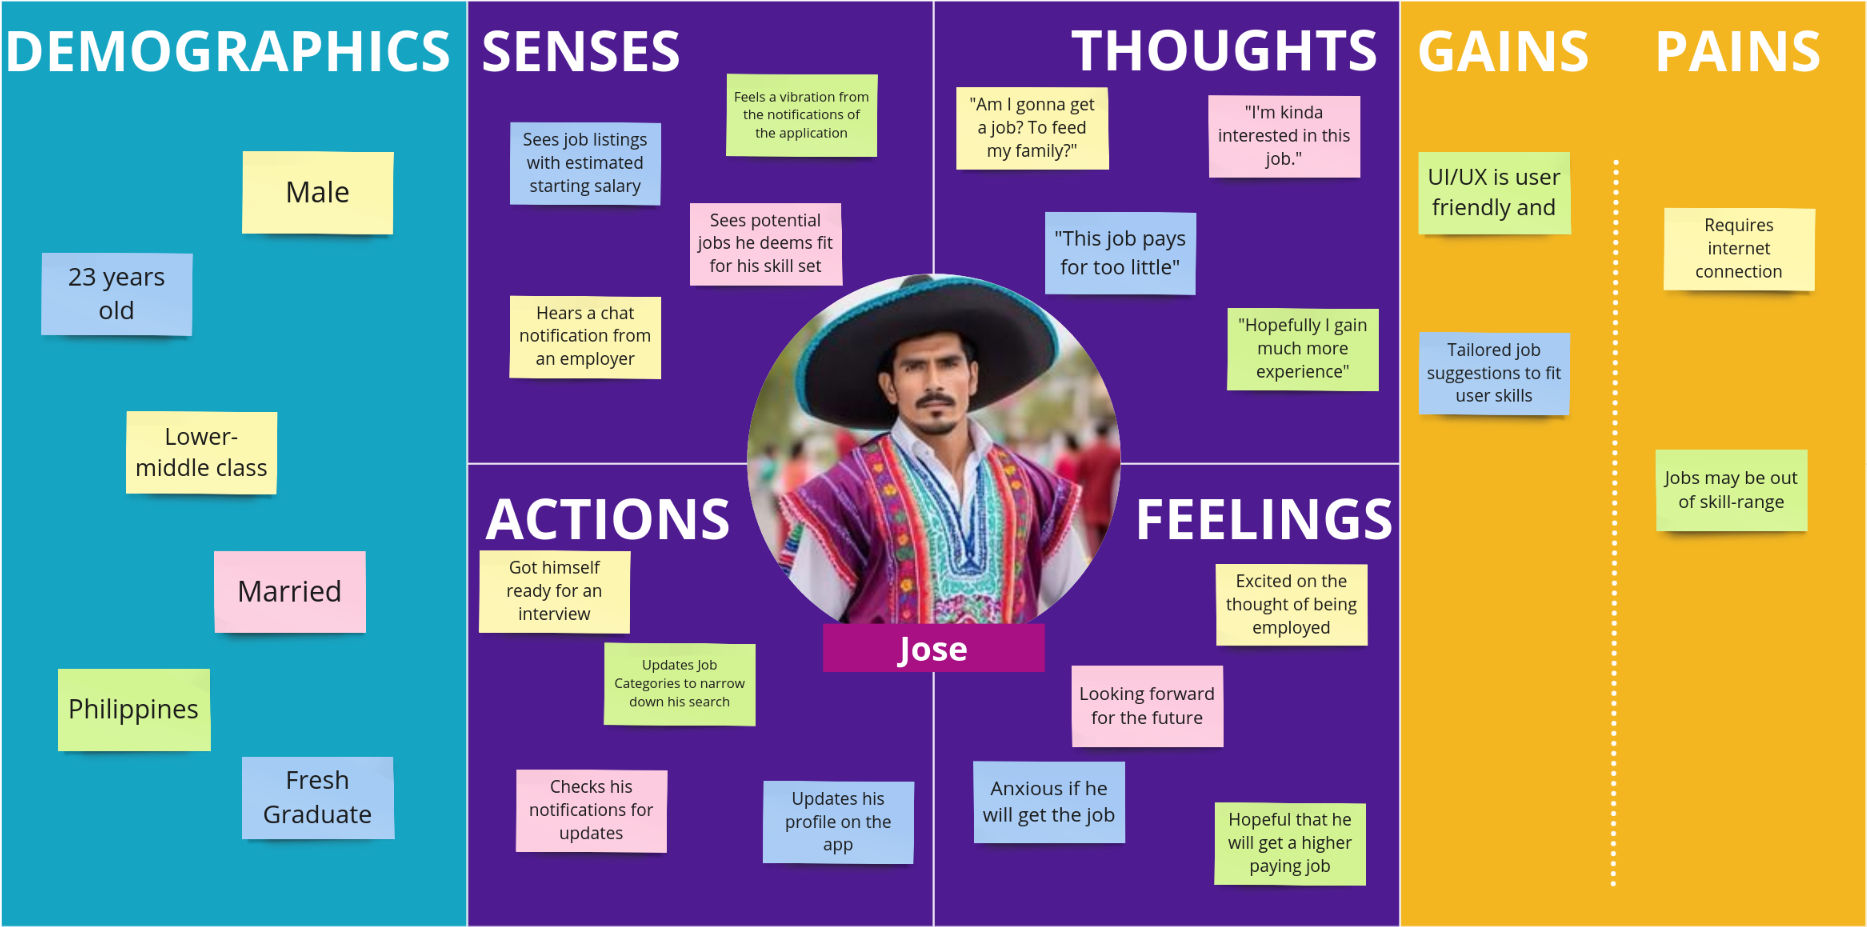 DEMOGRAPHICS
Male
23 years
old
Lower-
middle class
Married
Philippines
Fresh
Graduate
SENSES
Feels a vibration from
the notifications of
the application
Sees job listings
with estimated
starting salary
Sees potential
jobs he deems fit
for his skill set
Hears a chat
notification from
an employer
THOUGHTS
"Am I gonna get
a job? To feed
my family?"
"I'm kinda
interested in this
job."
"This job pays
for too little"
"Hopefully I gain
much more
experience"
Jose
ACTIONS
Got himself
ready for an
interview
Updates Job
Categories to narrow
down his search
Checks his
notifications for
updates
Updates his
profile on the
app
FEELINGS
Excited on the
thought of being
employed
Looking forward
for the future
Anxious if he
will get the job
Hopeful that he
will get a higher
paying job
GAINS
UI/UX is user
friendly and
Tailored job
suggestions to fit
user skills
PAINS
Requires
internet
connection
Jobs may be out
of skill-range